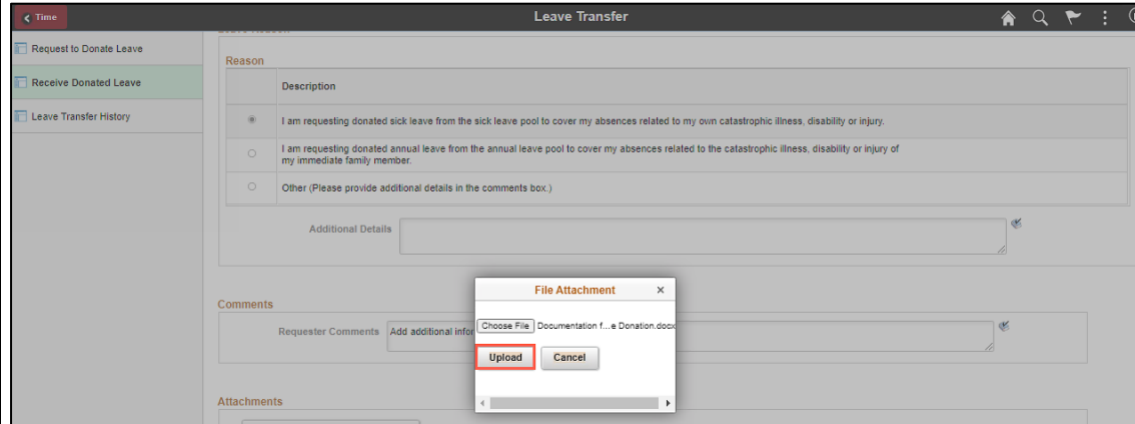 Time
Leave Transfer
Request to Donate Leave
Receive Donated Leave
Leave Transfer History
Leave Reason
Reason
Description
I am requesting donated sick leave from the sick leave pool to cover my absences related to my own catastrophic illness, disability or injury.
I am requesting donated annual leave from the annual leave pool to cover my absences related to the catastrophic illness, disability or injury of
my immediate family member.
Other (Please provide additional details in the comments box.)
Additional Details
File Attachment
Choose File Documentation f...e Donation.docx
Upload Cancel
Comments
Requester Comments Add additional infor
Attachments